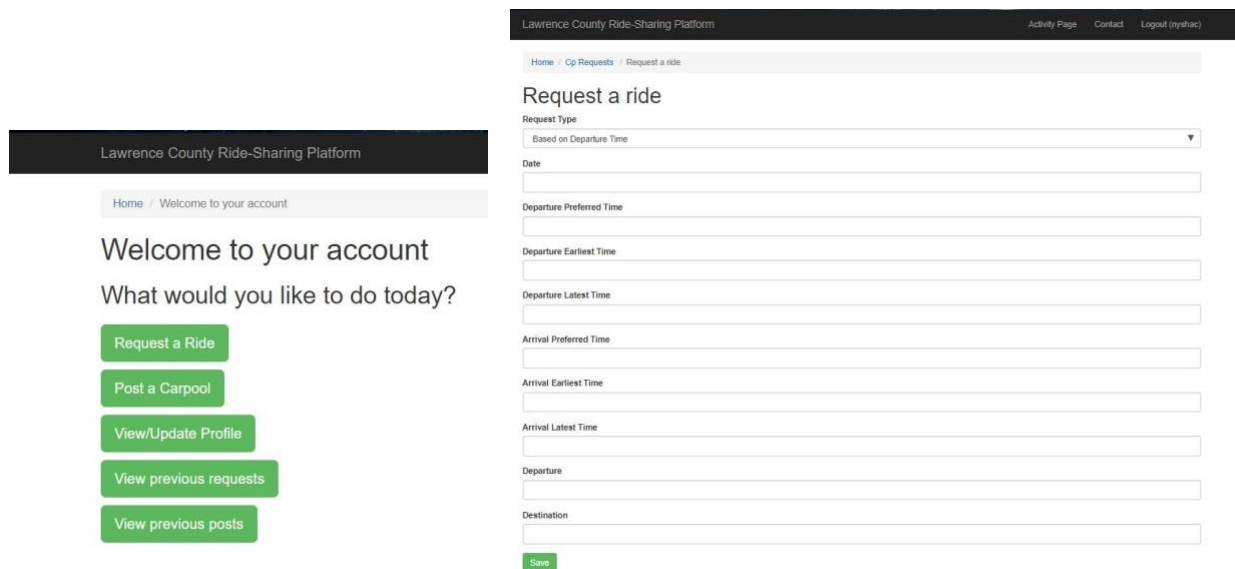 Lawrence County Ride-Sharing Platform
Home / Welcome to your account
Welcome to your account
What would you like to do today?
Request a Ride
Post a Carpool
View/Update Profile
View previous requests
View previous posts
Lawrence County Ride-Sharing Platform Activity Page Contact Logout (nyshac)
Home / Cp Requests / Request a ride
Request a ride
Request Type
Based on Departure Time
Date
Departure Preferred Time
Departure Earliest Time
Departure Latest Time
Arrival Preferred Time
Arrival Earliest Time
Arrival Latest Time
Departure
Destination
Save